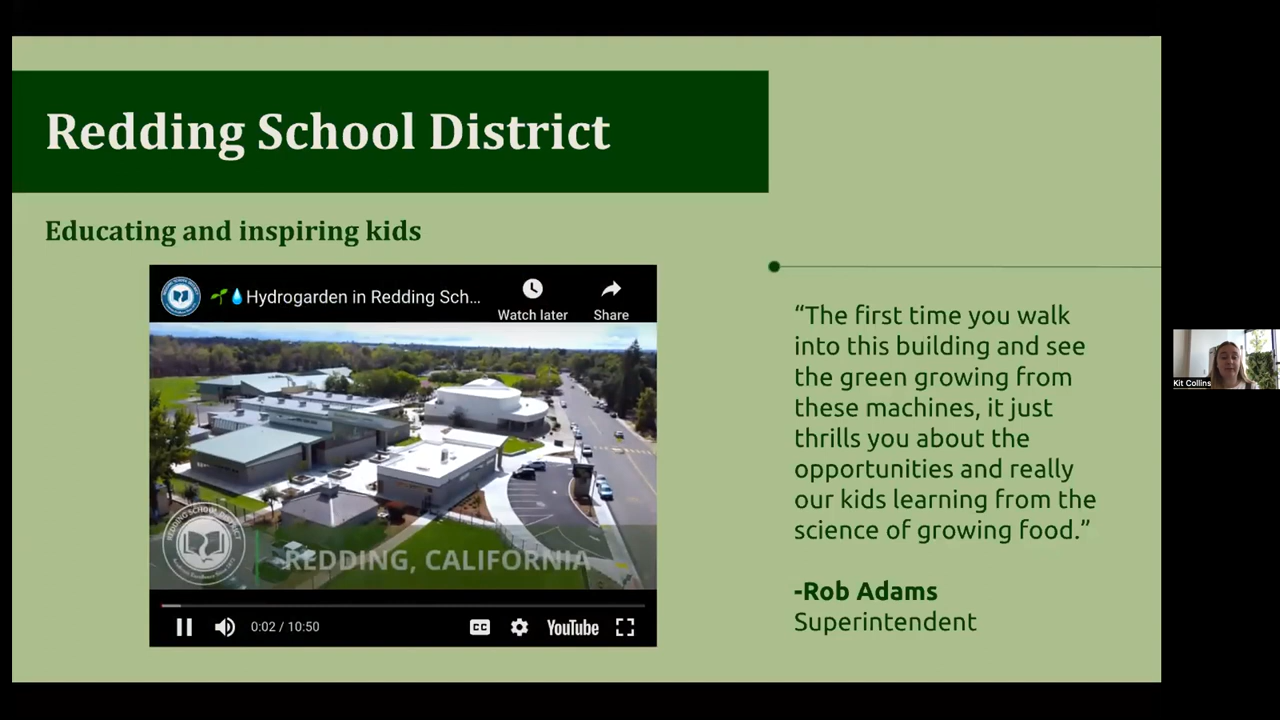 Redding School District
Educating and inspiring kids
Hydrogarden in Redding Sch...
Watch later
Share
REDDING SCHOOL DISTRICT
REDDING, CALIFORNIA
0:02 / 10:50
CC
YouTube
“The first time you walk
into this building and see
the green growing from
these machines, it just
thrills you about the
opportunities and really
our kids learning from the
science of growing food.”
-Rob Adams
Superintendent
Kit Collins